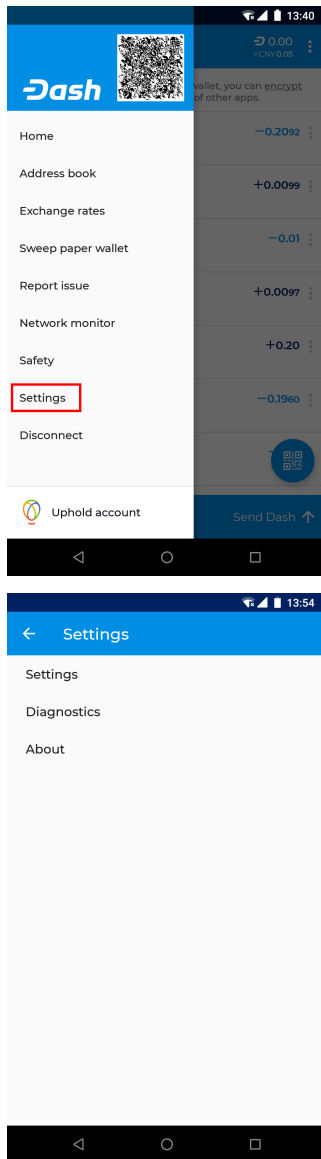 13:40
Dash
0.00
≈CNY 0.05
wallet, you can encrypt
of other apps.
Home
−0.2092
Address book
+0.0099
Exchange rates
−0.01
Sweep paper wallet
Report issue
+0.0097
Network monitor
+0.20
Safety
Settings
−0.1960
Disconnect
Uphold account
Send Dash
13:54
Settings
Settings
Diagnostics
About